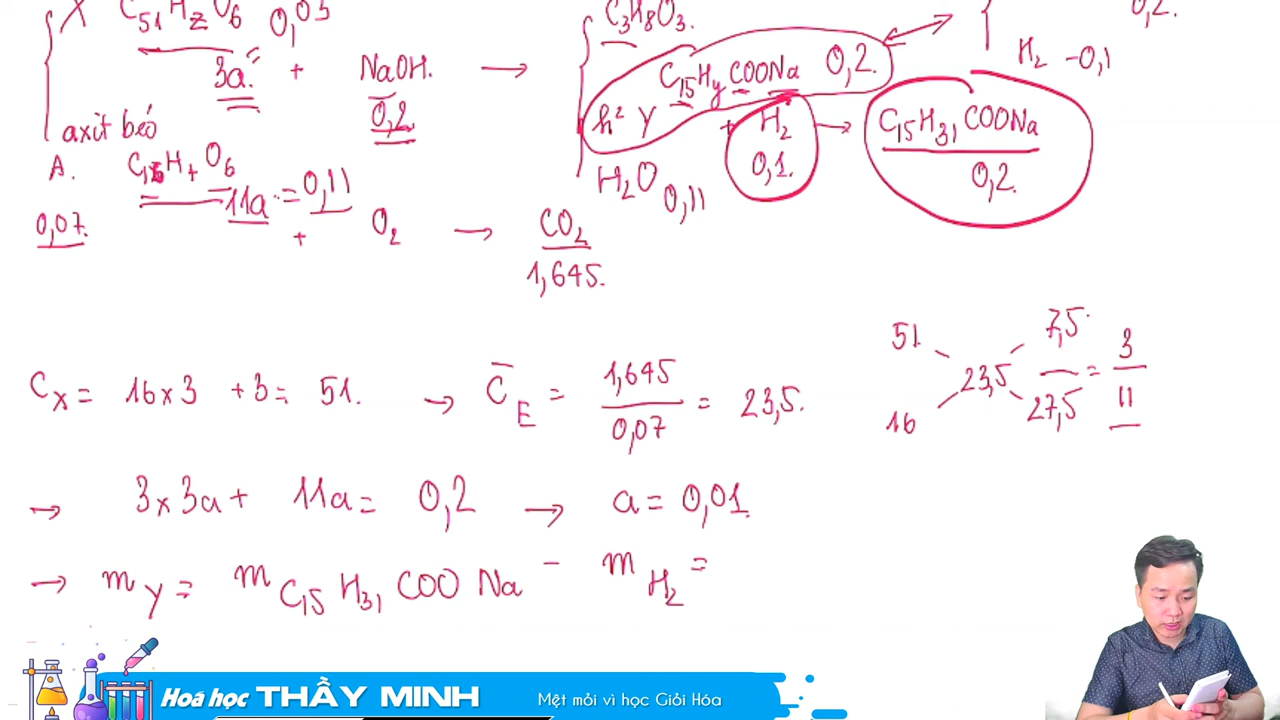 X C51HzO6 0,03
3a. + NaOH. 0,2.
axit béo
A. C16HtO6
11a = 0,11
0,07. + O2 → CO2 1,645.
→ C3H8O3.
h² Y C15HyCOONa 0,2.
+ H2 0,1. → C15H31COONa 0,2.
H2O 0,11
0,2.
H2 -0,1
CX = 16x3 + 3 = 51. → C̄E = 1,645 / 0,07 = 23,5.
51 7,5
23,5 = 3 / 11
16 27,5
→ 3x3a + 11a = 0,2 → a = 0,01.
→ mY = mC15H31COONa - mH2 =
Hoá học THẦY MINH Mệt mỏi vì học Giỏi Hóa